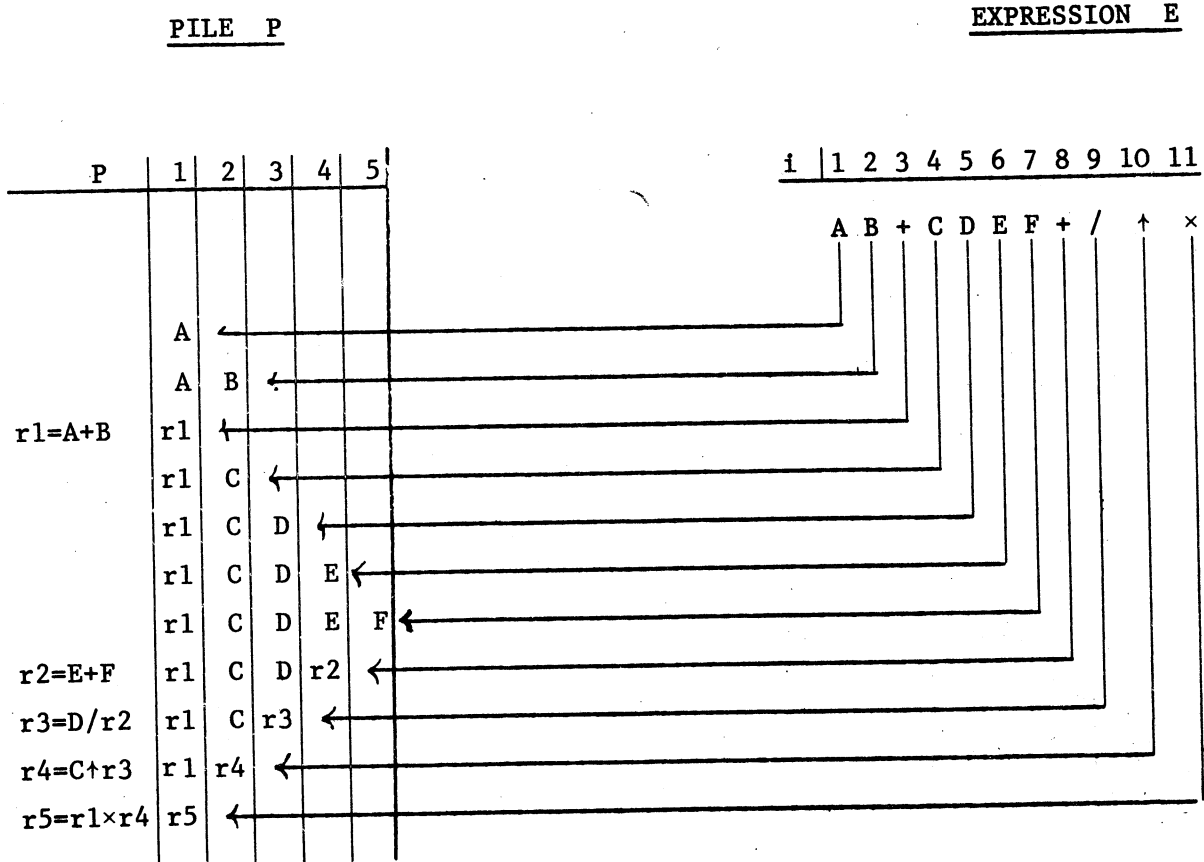 PILE P
EXPRESSION E
P 1 2 3 4 5
i 1 2 3 4 5 6 7 8 9 10 11
A B + C D E F + / ↑ ×
A
A B
r1=A+B r1
r1 C
r1 C D
r1 C D E
r1 C D E F
r2=E+F r1 C D r2
r3=D/r2 r1 C r3
r4=C↑r3 r1 r4
r5=r1×r4 r5